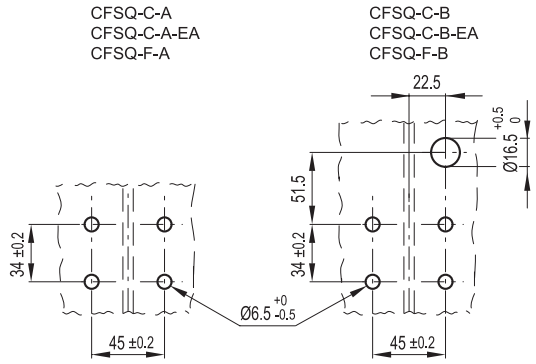 CFSQ-C-A
CFSQ-C-A-EA
CFSQ-F-A
CFSQ-C-B
CFSQ-C-B-EA
CFSQ-F-B
22.5
Ø16.5 +0.5 0
51.5
34 ±0.2
34 ±0.2
Ø6.5 +0 -0.5
45 ±0.2
45 ±0.2